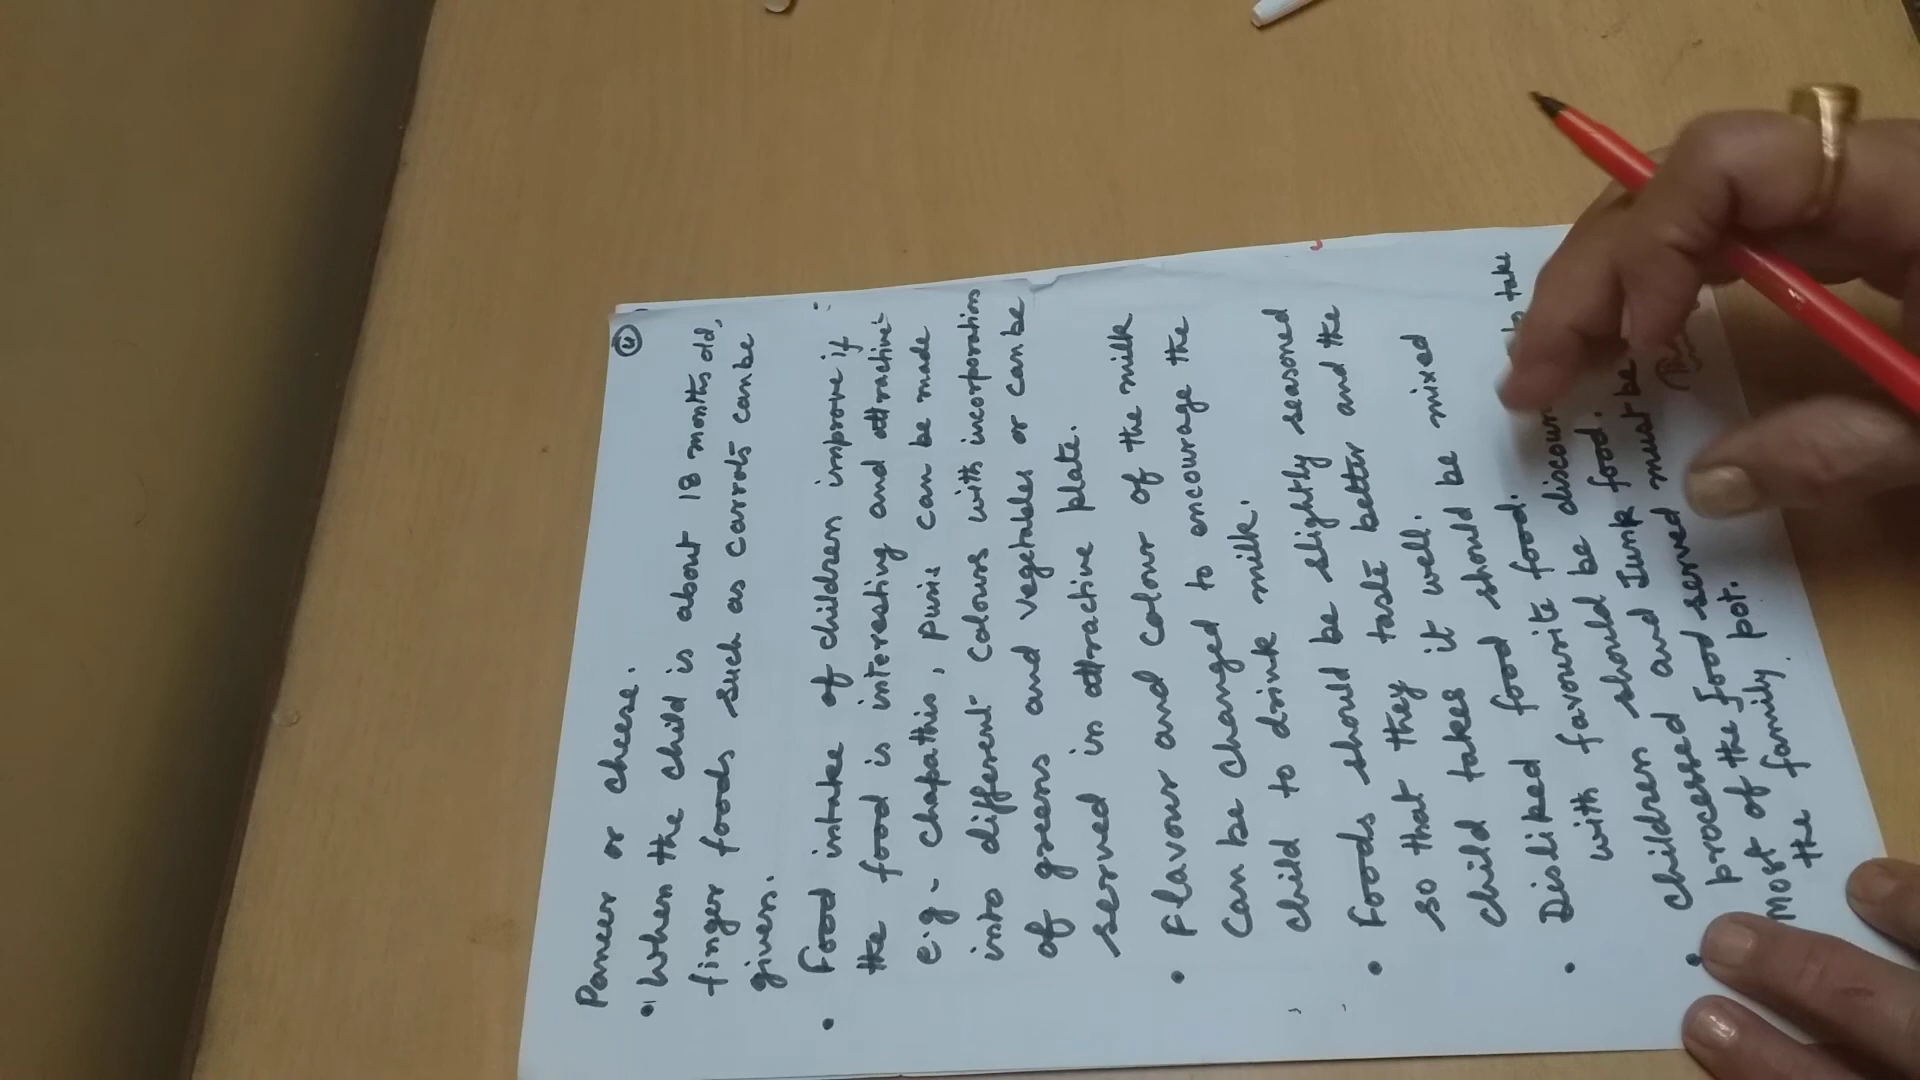 Paneer or cheese.
• When the child is about 18 months old,
finger foods such as carrots can be
given.
• Food intake of children improve if
the food is interesting and attractive
e.g - chapathis, puris can be made
into different colours with incorporation
of greens and vegetables or can be
served in attractive plate.
• Flavour and colour of the milk
can be changed to encourage the
child to drink milk.
• Foods should be slightly seasoned
so that they taste better and the
child takes it well.
• Disliked food should be mixed
with favourite food.
children should be to take
• processed and Junk food.
Most of the food served must be
the family pot.